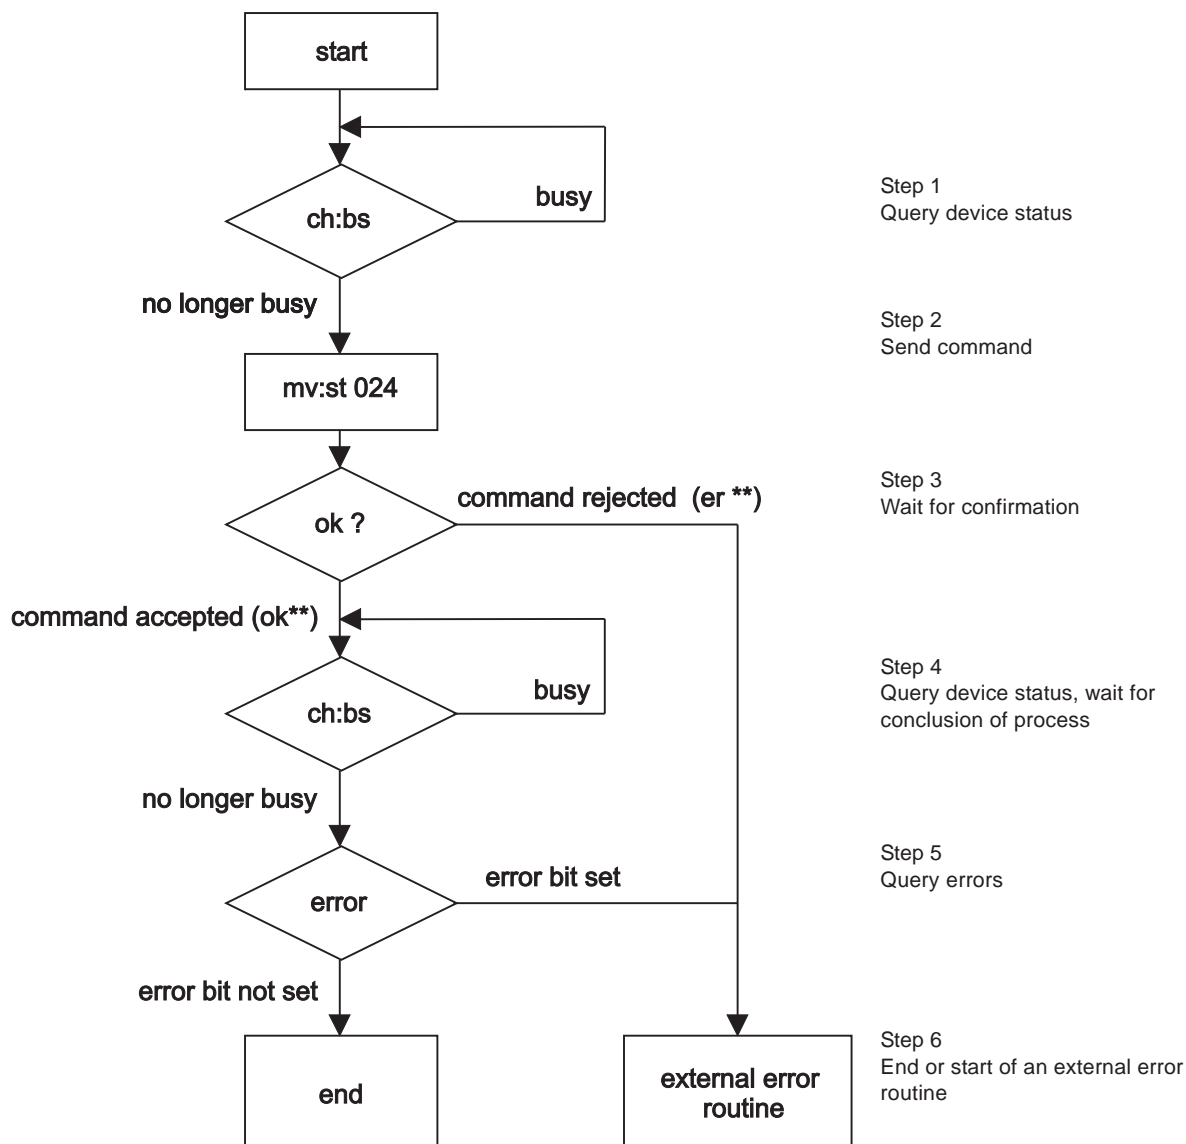 start
busy
Step 1
Query device status
ch:bs
no longer busy
Step 2
Send command
mv:st 024
Step 3
Wait for confirmation
command rejected  (er **)
ok ?
command accepted (ok**)
Step 4
Query device status, wait for
conclusion of process
busy
ch:bs
no longer busy
Step 5
Query errors
error bit set
error
error bit not set
Step 6
End or start of an external error
routine
end
external error
routine